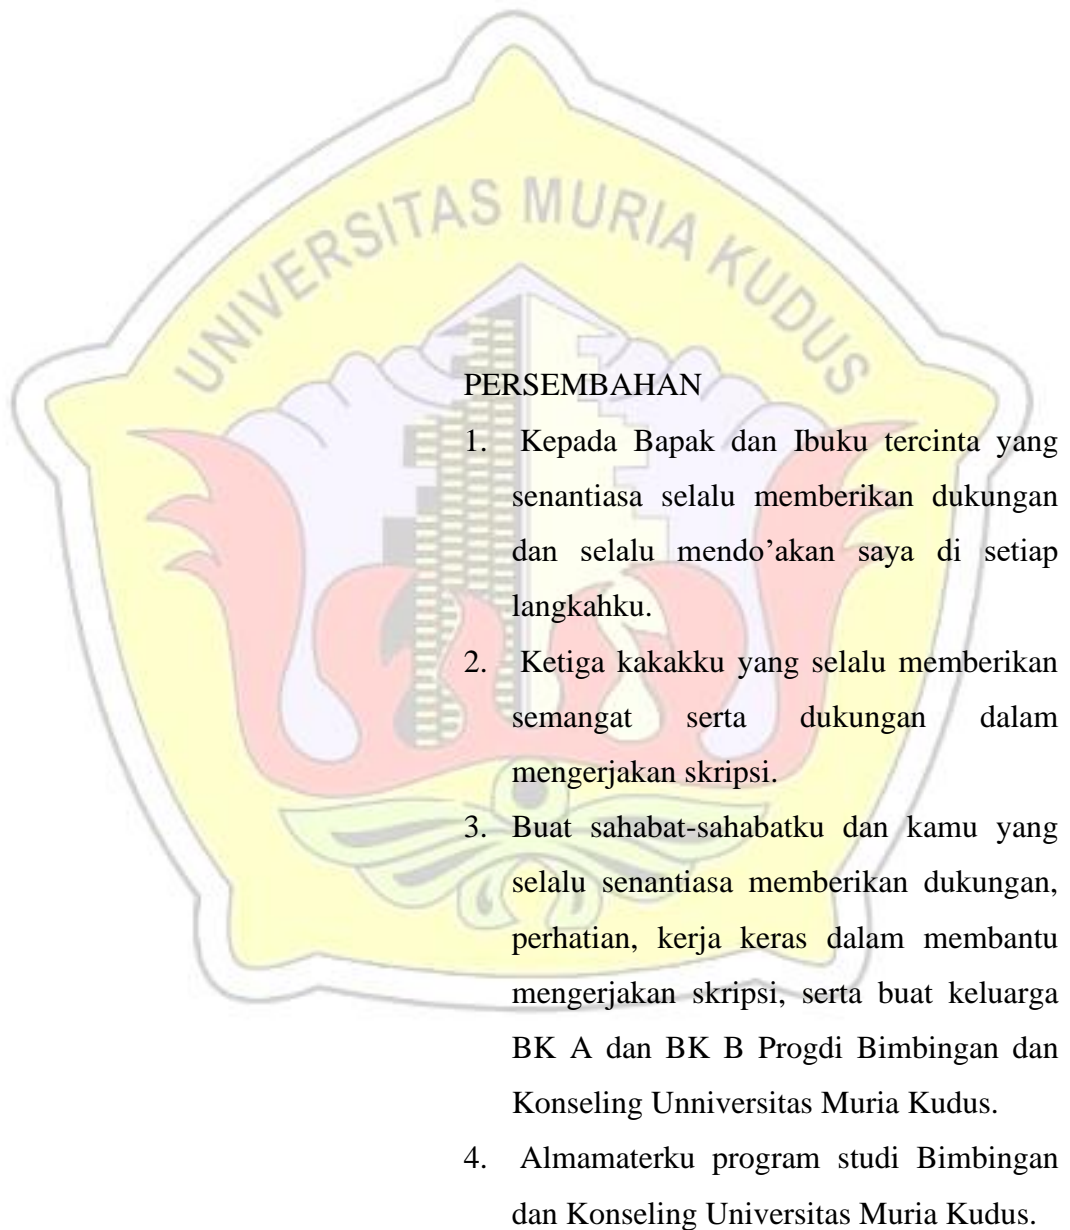 UNIVERSITAS MURIA KUDUS
PERSEMBAHAN
1. Kepada Bapak dan Ibuku tercinta yang
senantiasa selalu memberikan dukungan
dan selalu mendo’akan saya di setiap
langkahku.
2. Ketiga kakakku yang selalu memberikan
semangat serta dukungan dalam
mengerjakan skripsi.
3. Buat sahabat-sahabatku dan kamu yang
selalu senantiasa memberikan dukungan,
perhatian, kerja keras dalam membantu
mengerjakan skripsi, serta buat keluarga
BK A dan BK B Progdi Bimbingan dan
Konseling Unniversitas Muria Kudus.
4. Almamaterku program studi Bimbingan
dan Konseling Universitas Muria Kudus.